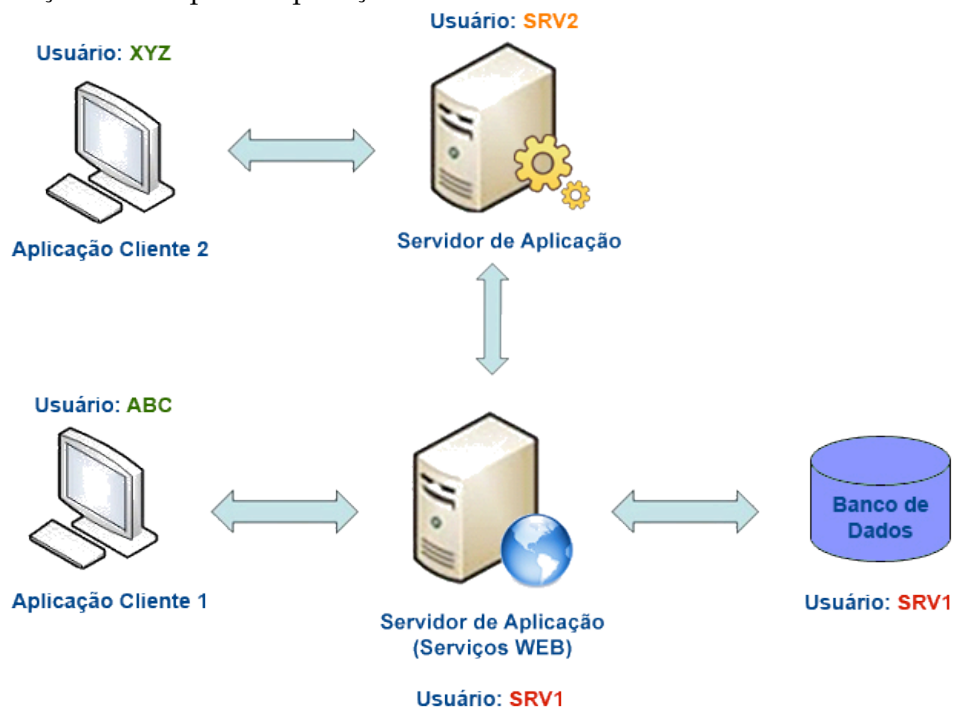 Usuário: SRV2
Usuário: XYZ
Aplicação Cliente 2
Servidor de Aplicação
Usuário: ABC
Aplicação Cliente 1
Servidor de Aplicação
(Serviços WEB)
Usuário: SRV1
Banco de
Dados
Usuário: SRV1